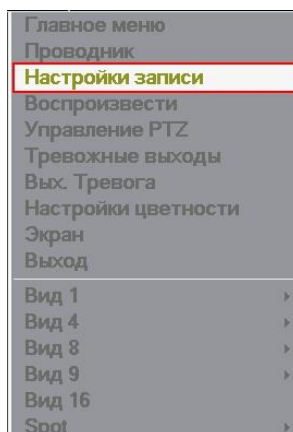 Главное меню
Проводник
Настройки записи
Воспроизвести
Управление PTZ
Тревожные выходы
Вых. Тревога
Настройки цветности
Экран
Выход
Вид 1
Вид 4
Вид 8
Вид 9
Вид 16
Spot